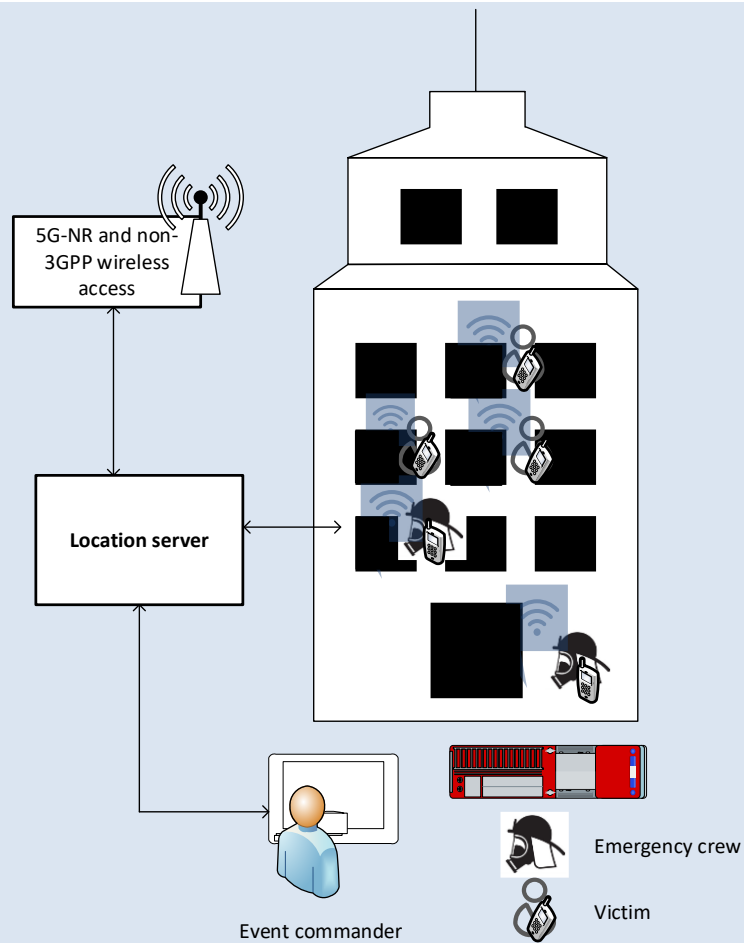 5G-NR and non-
3GPP wireless
access
Location server
Emergency crew
Victim
Event commander